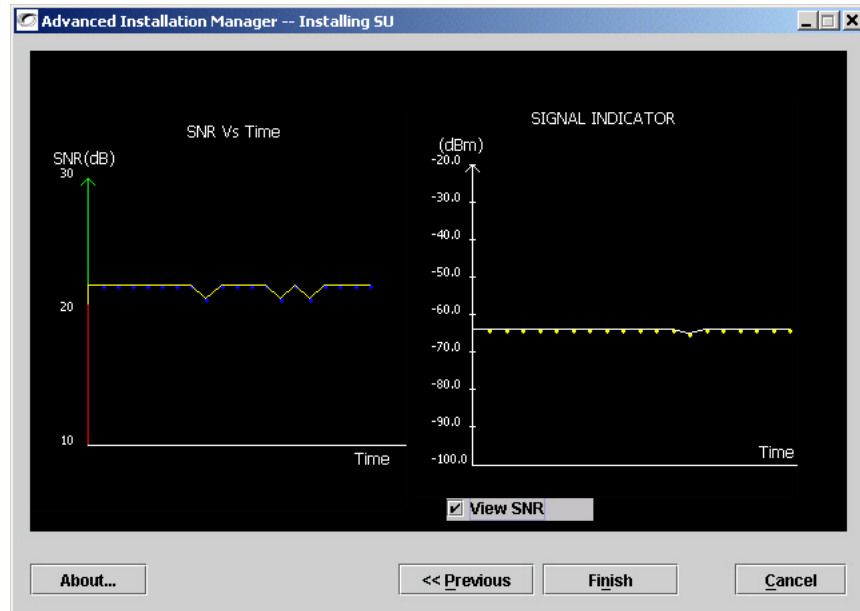 Advanced Installation Manager -- Installing SU
SNR Vs Time
SNR(dB)
30
20
10
Time
SIGNAL INDICATOR
(dBm)
-20.0
-30.0
-40.0
-50.0
-60.0
-70.0
-80.0
-90.0
-100.0
Time
View SNR
About...
<< Previous
Finish
Cancel